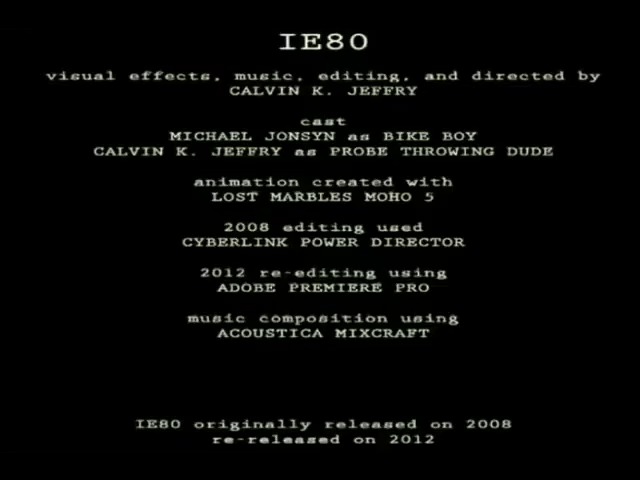 IE80
visual effects, music, editing, and directed by
CALVIN K. JEFFRY
cast
MICHAEL JONSYN as BIKE BOY
CALVIN K. JEFFRY as PROBE THROWING DUDE
animation created with
LOST MARBLES MOHO 5
2008 editing used
CYBERLINK POWER DIRECTOR
2012 re-editing using
ADOBE PREMIERE PRO
music composition using
ACOUSTICA MIXCRAFT
IE80 originally released on 2008
re-released on 2012